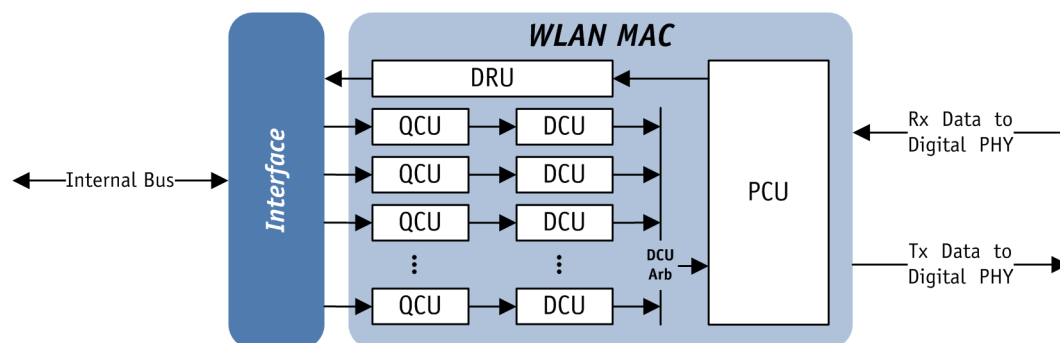 WLAN MAC
DRU
QCU DCU
QCU DCU
QCU DCU
QCU DCU
DCU
Arb
PCU
Interface
Internal Bus
Rx Data to
Digital PHY
Tx Data to
Digital PHY